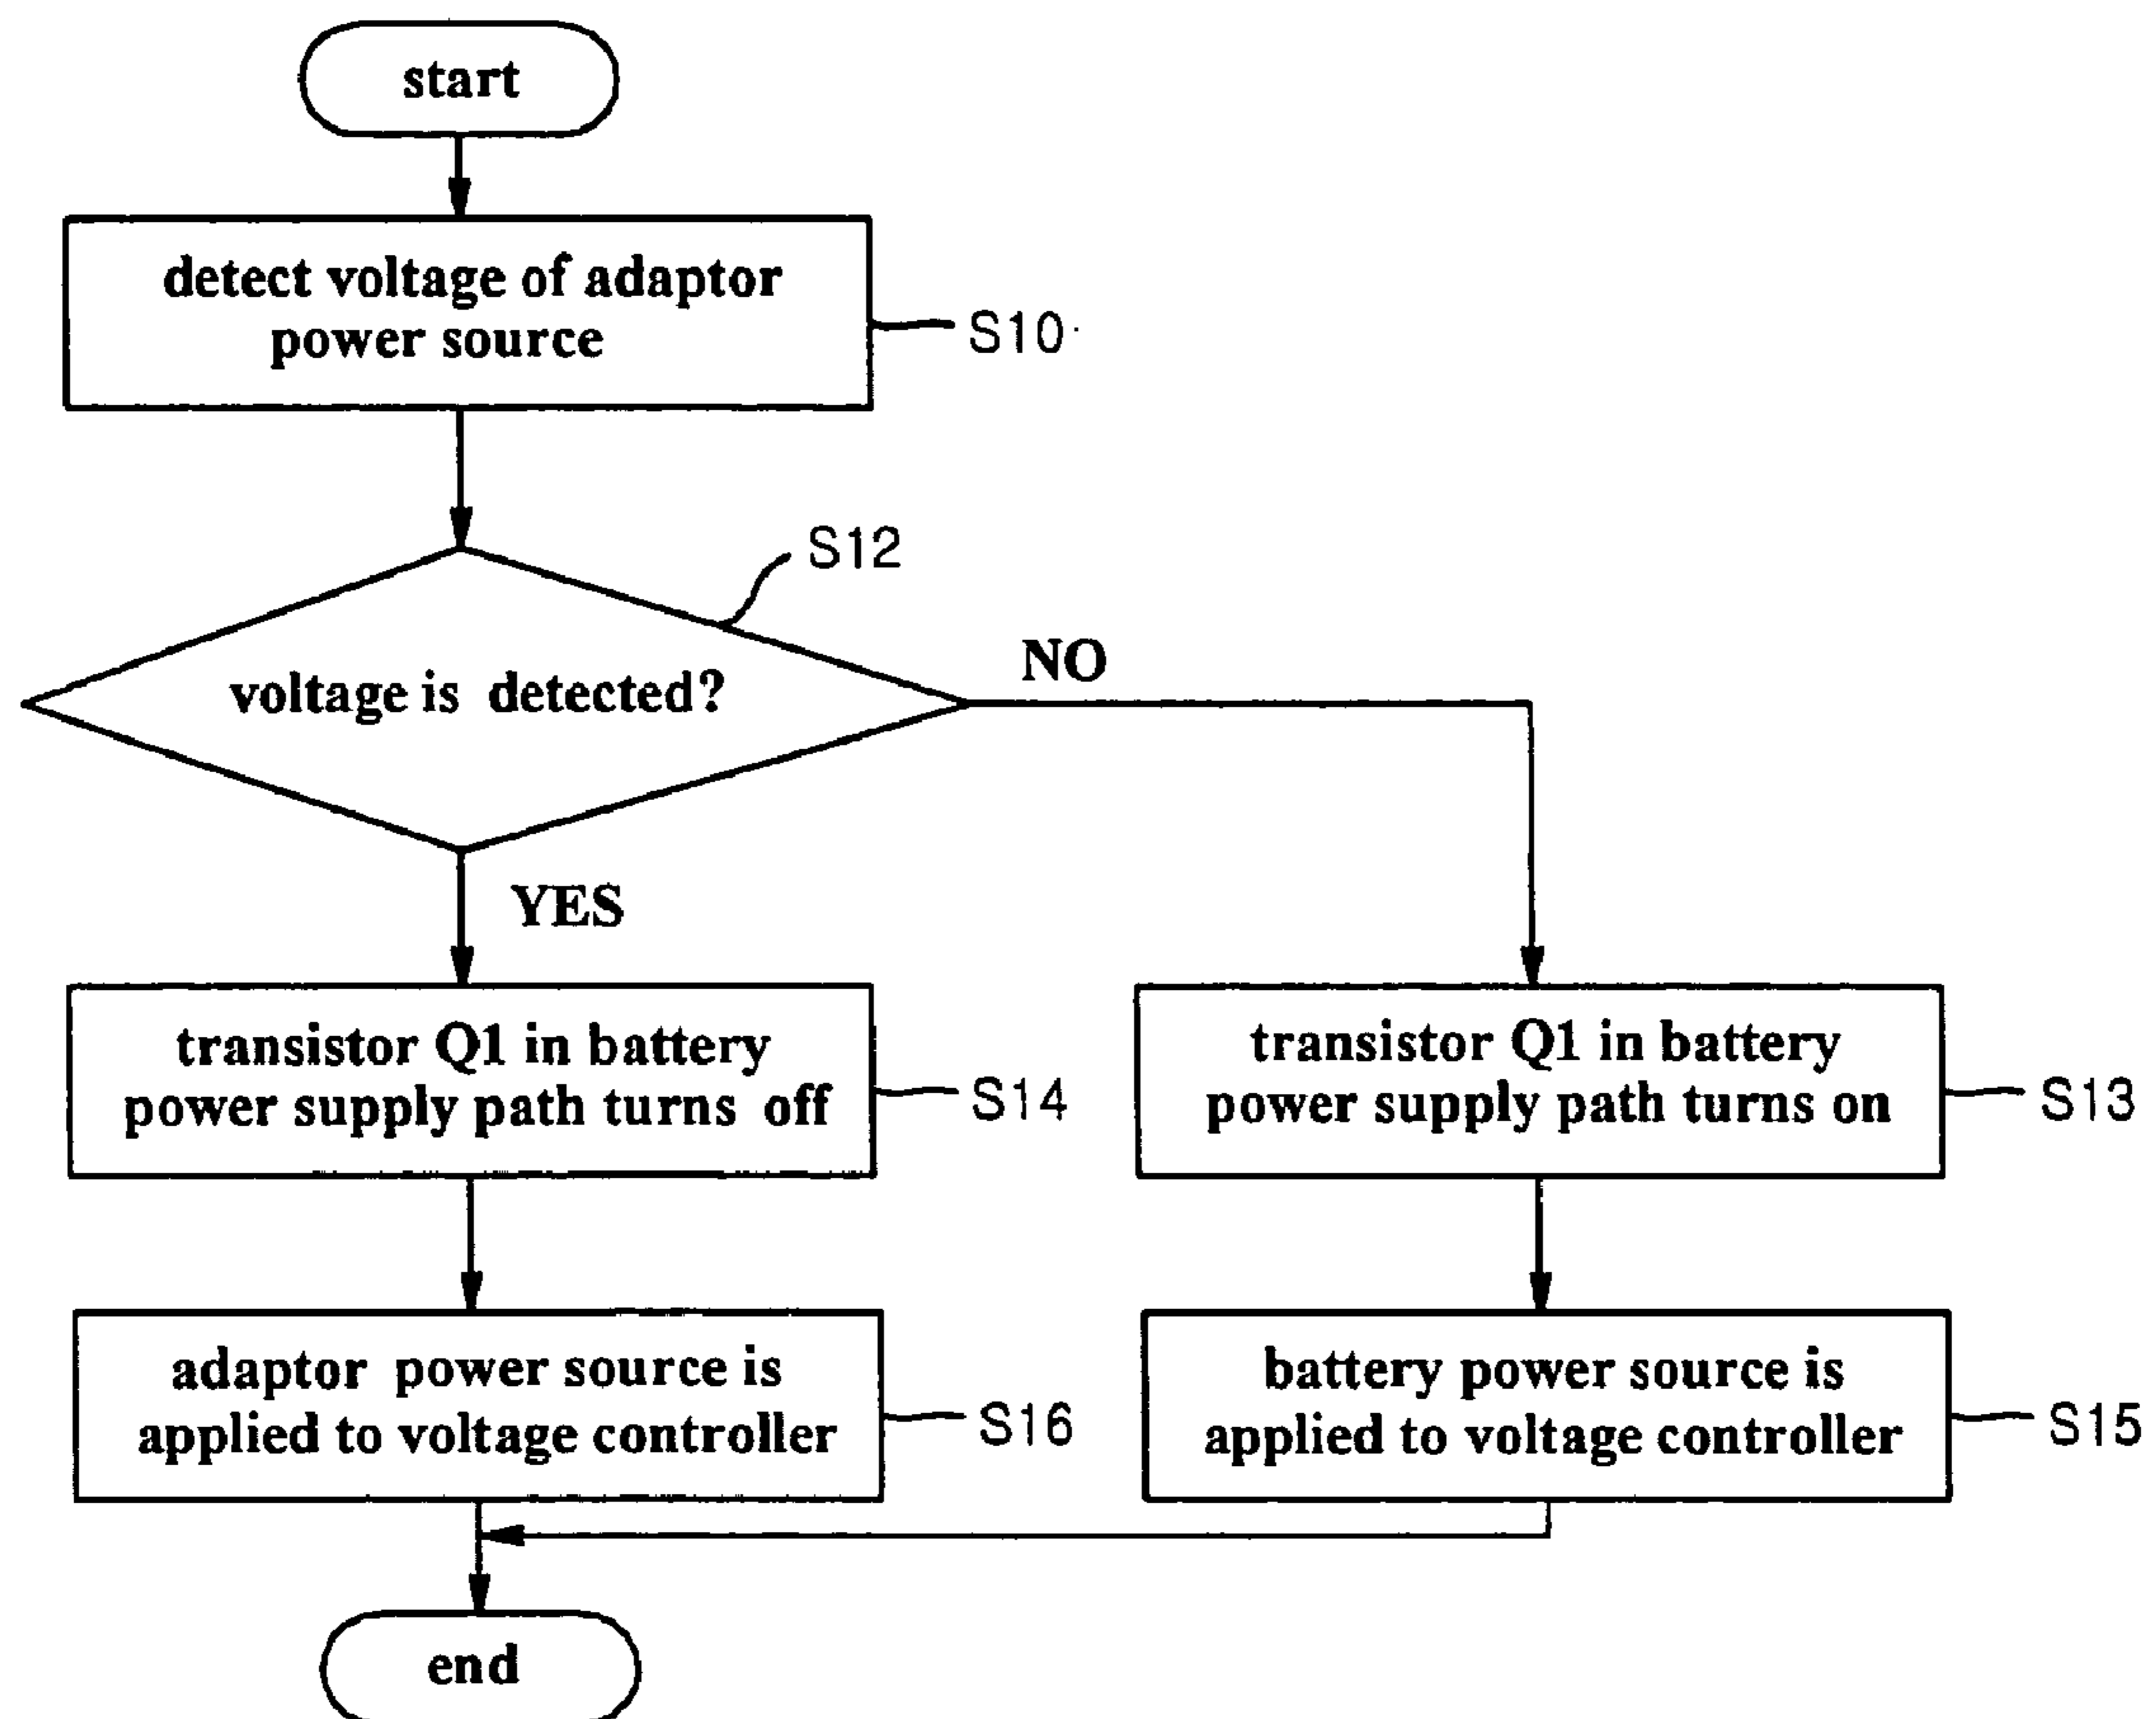 start
detect voltage of adaptor
power source
S10
S12
voltage is detected?
NO
YES
transistor Q1 in battery
power supply path turns off
S14
transistor Q1 in battery
power supply path turns on
S13
adaptor power source is
applied to voltage controller
S16
battery power source is
applied to voltage controller
S15
end